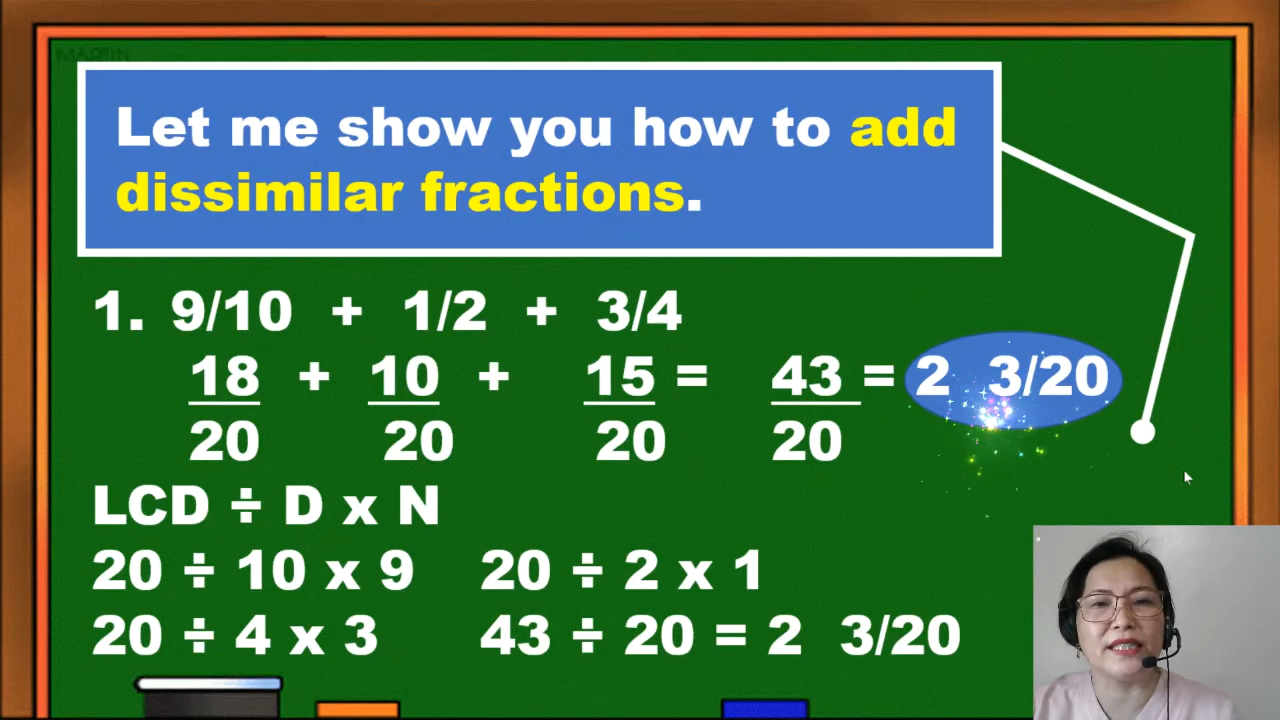 MARTIN
Let me show you how to add
dissimilar fractions.
1. 9/10 + 1/2 + 3/4
18 + 10 + 15 = 43 = 2 3/20
20 20 20 20
LCD ÷ D x N
20 ÷ 10 x 9 20 ÷ 2 x 1
20 ÷ 4 x 3 43 ÷ 20 = 2 3/20